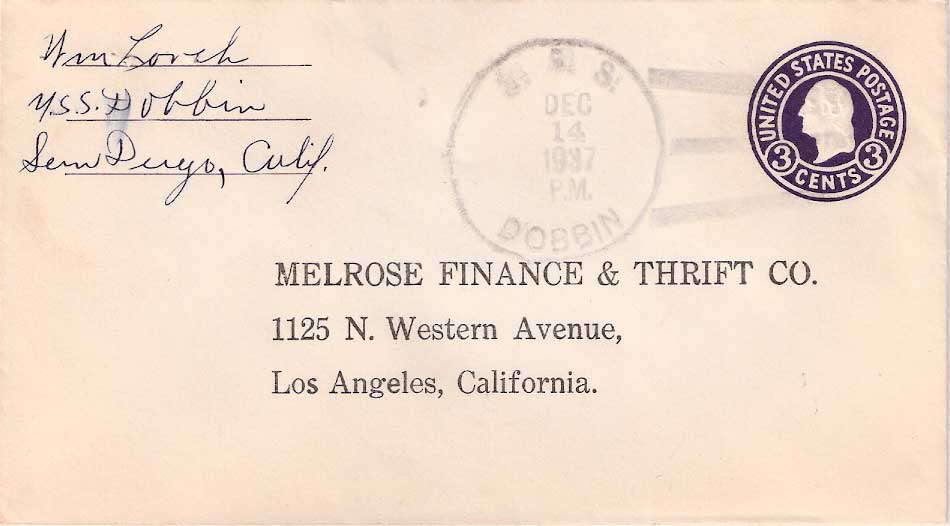 Wm Lovell
U.S.S. Dobbin
San Diego, Calif.
U. S. S.
DEC
14
1937
P.M.
DOBBIN
UNITED STATES POSTAGE
3 CENTS 3
MELROSE FINANCE & THRIFT CO.
1125 N. Western Avenue,
Los Angeles, California.